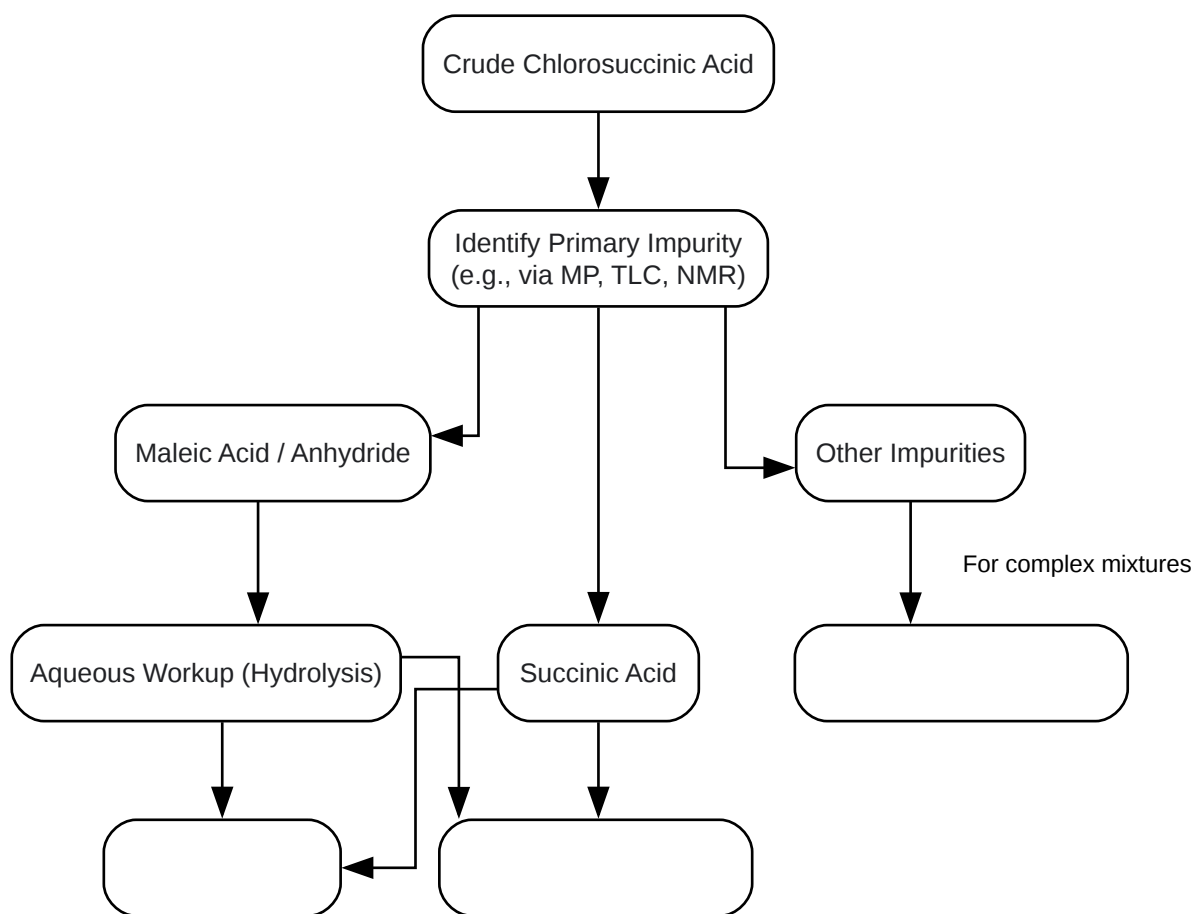 Crude Chlorosuccinic Acid
Identify Primary Impurity
(e.g., via MP, TLC, NMR)
Maleic Acid / Anhydride
Other Impurities
For complex mixtures
Aqueous Workup (Hydrolysis)
Succinic Acid